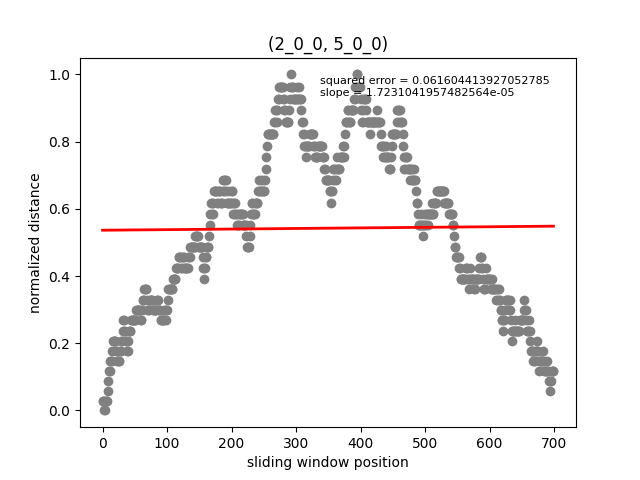 (2_0_0, 5_0_0)
squared error = 0.061604413927052785
slope = 1.7231041957482564e-05
normalized distance
1.0
0.8
0.6
0.4
0.2
0.0
0 100 200 300 400 500 600 700
sliding window position